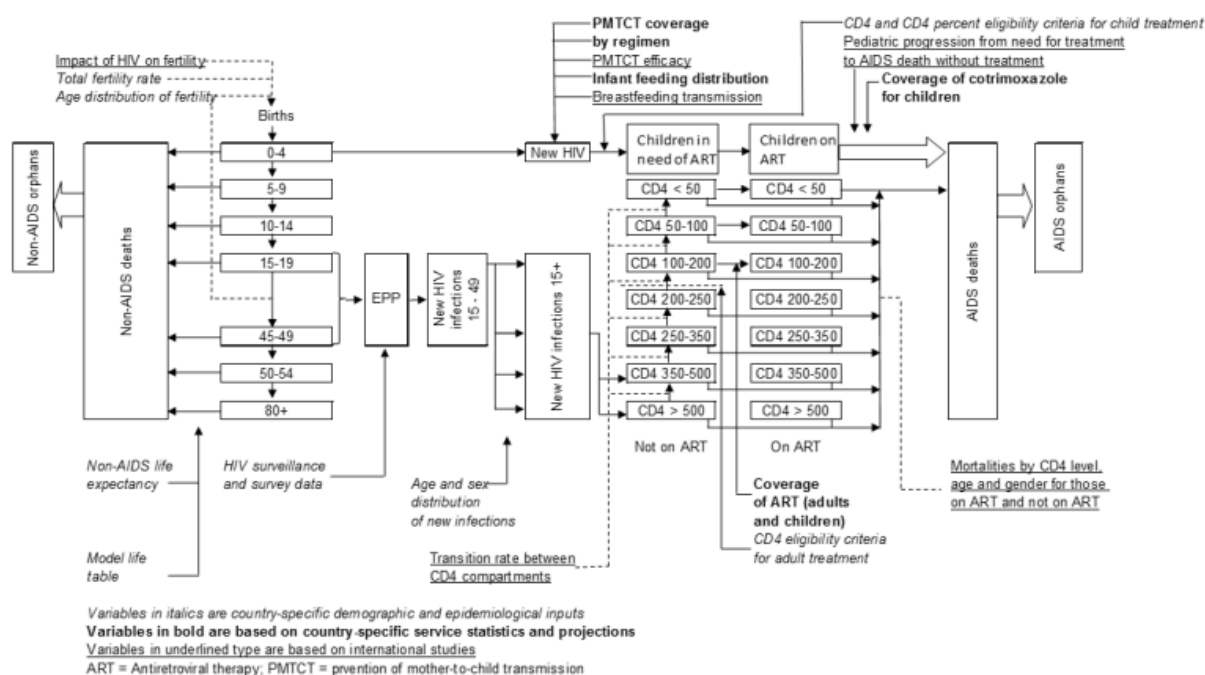 PMTCT coverage
by regimen
PMTCT efficacy
Infant feeding distribution
Breastfeeding transmission
CD4 and CD4 percent eligibility criteria for child treatment
Pediatric progression from need for treatment
to AIDS death without treatment
Coverage of cotrimoxazole
for children
Impact of HIV on fertility
Total fertility rate
Age distribution of fertility
Births
Non-AIDS orphans
Non-AIDS deaths
0-4
5-9
10-14
15-19
45-49
50-54
80+
EPP
New HIV
infections
15 - 49
New HIV infections 15+
New HIV
Children in
need of ART
Children on
ART
CD4 < 50
CD4 < 50
CD4 50-100
CD4 50-100
CD4 100-200
CD4 100-200
CD4 200-250
CD4 200-250
CD4 250-350
CD4 250-350
CD4 350-500
CD4 350-500
CD4 > 500
CD4 > 500
Not on ART
On ART
AIDS deaths
AIDS orphans
Non-AIDS life
expectancy
Model life
table
HIV surveillance
and survey data
Age and sex
distribution
of new infections
Transition rate between
CD4 compartments
Coverage
of ART (adults
and children)
CD4 eligibility criteria
for adult treatment
Mortalities by CD4 level,
age and gender for those
on ART and not on ART
Variables in italics are country-specific demographic and epidemiological inputs
Variables in bold are based on country-specific service statistics and projections
Variables in underlined type are based on international studies
ART = Antiretroviral therapy; PMTCT = prvention of mother-to-child transmission